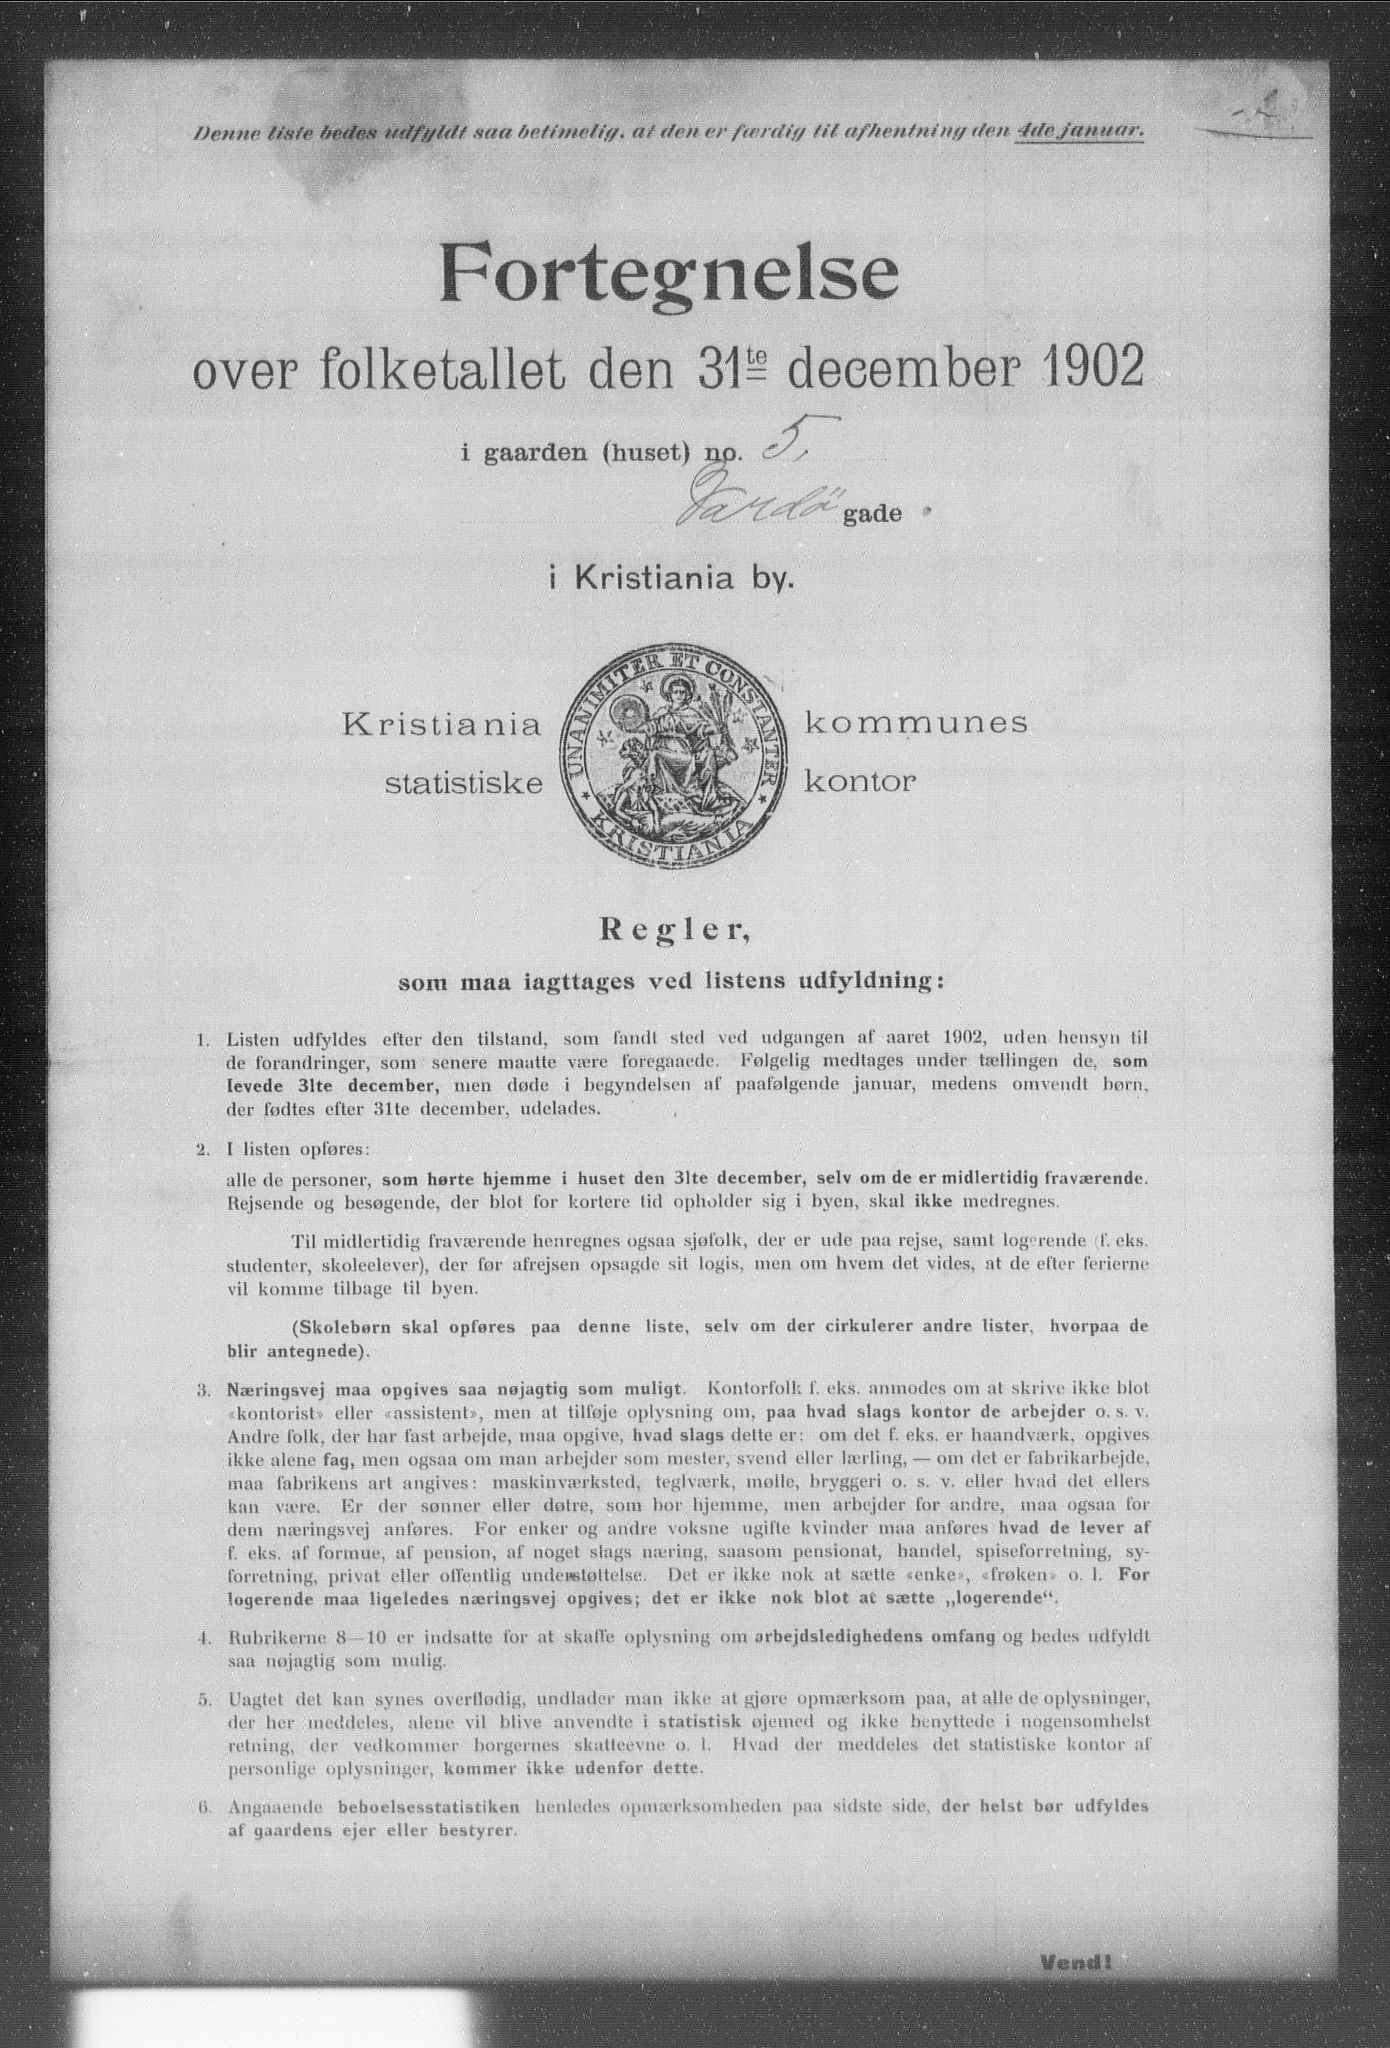 Denne liste bedes udfyldt saa betimelig, at den er færdig til afhentning den 4de januar.
Fortegnelse
over folketallet den 31te december 1902
i gaarden (huset) no. 5.
Vardö gade
i Kristiania by.
UNANIMITER ET CONSTANTER
KRISTIANIA
Kristiania kommunes
statistiske kontor
Regler,
som maa iagttages ved listens udfyldning:
1. Listen udfyldes efter den tilstand, som fandt sted ved udgangen af aaret 1902, uden hensyn til
de forandringer, som senere maatte være foregaaede. Følgelig medtages under tællingen de, som
levede 31te december, men døde i begyndelsen af paafølgende januar, medens omvendt børn,
der fødtes efter 31te december, udelades.
2. I listen opføres:
alle de personer, som hørte hjemme i huset den 31te december, selv om de er midlertidig fraværende.
Rejsende og besøgende, der blot for kortere tid opholder sig i byen, skal ikke medregnes.
Til midlertidig fraværende henregnes ogsaa sjøfolk, der er ude paa rejse, samt logerende (f. eks.
studenter, skoleelever), der før afrejsen opsagde sit logis, men om hvem det vides, at de efter ferierne
vil komme tilbage til byen.
(Skolebørn skal opføres paa denne liste, selv om der cirkulerer andre lister, hvorpaa de
blir antegnede).
3. Næringsvej maa opgives saa nøjagtig som muligt. Kontorfolk f. eks. anmodes om at skrive ikke blot
«kontorist» eller «assistent», men at tilføje oplysning om, paa hvad slags kontor de arbejder o. s. v.
Andre folk, der har fast arbejde, maa opgive, hvad slags dette er: om det f. eks. er haandværk, opgives
ikke alene fag, men ogsaa om man arbejder som mester, svend eller lærling, — om det er fabrikarbejde,
maa fabrikens art angives: maskinværksted, teglværk, mølle, bryggeri o. s. v. eller hvad det ellers
kan være. Er der sønner eller døtre, som bor hjemme, men arbejder for andre, maa ogsaa for
dem næringsvej anføres. For enker og andre voksne ugifte kvinder maa anføres hvad de lever af
f. eks. af formue, af pension, af noget slags næring, saasom pensionat, handel, spiseforretning, sy-
forretning, privat eller offentlig understøttelse. Det er ikke nok at sætte «enke», «frøken» o. l. For
logerende maa ligeledes næringsvej opgives; det er ikke nok blot at sætte „logerende“.
4. Rubrikerne 8—10 er indsatte for at skaffe oplysning om arbejdsledighedens omfang og bedes udfyldt
saa nøjagtig som mulig.
5. Uagtet det kan synes overflødig, undlader man ikke at gjøre opmærksom paa, at alle de oplysninger,
der her meddeles, alene vil blive anvendte i statistisk øjemed og ikke benyttede i nogensomhelst
retning, der vedkommer borgernes skatteevne o. l. Hvad der meddeles det statistiske kontor af
personlige oplysninger, kommer ikke udenfor dette.
6. Angaaende beboelsesstatistiken henledes opmærksomheden paa sidste side, der helst bør udfyldes
af gaardens ejer eller bestyrer.
Vend!